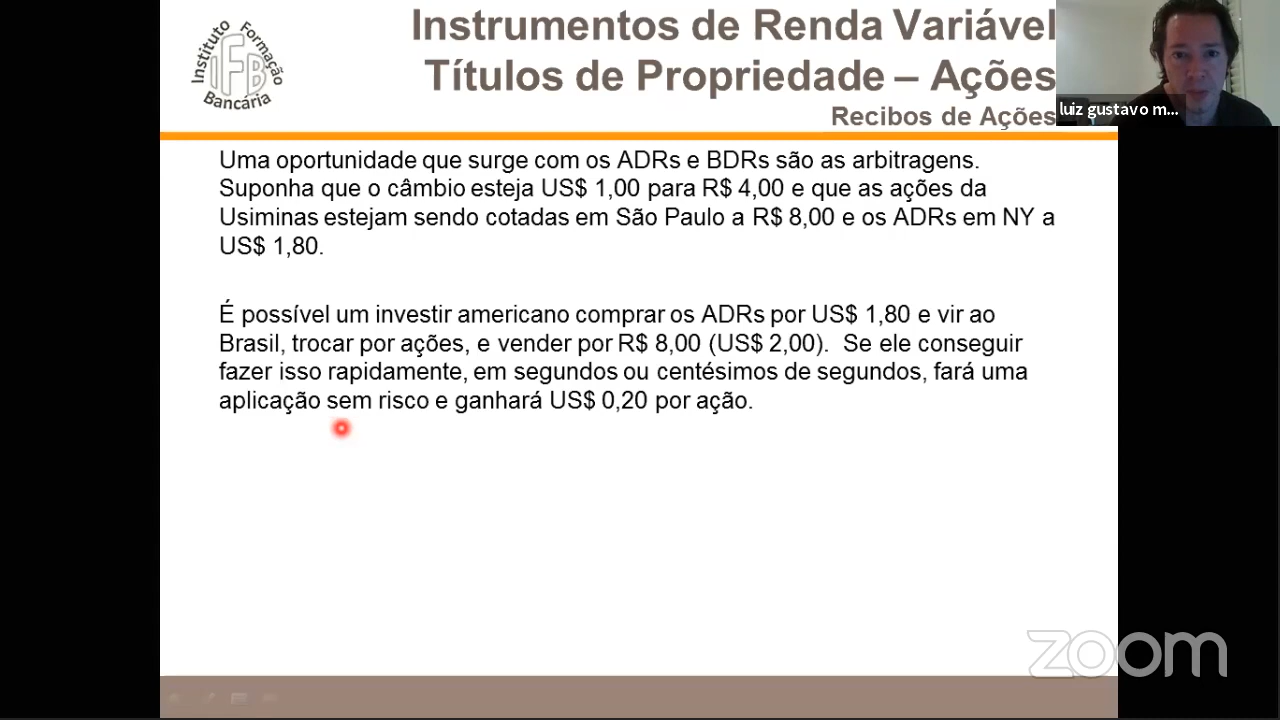 Instituto Formação
IFB
Bancária
Instrumentos de Renda Variável
Títulos de Propriedade – Ações
Recibos de Ações
luiz gustavo m...
Uma oportunidade que surge com os ADRs e BDRs são as arbitragens.
Suponha que o câmbio esteja US$ 1,00 para R$ 4,00 e que as ações da
Usiminas estejam sendo cotadas em São Paulo a R$ 8,00 e os ADRs em NY a
US$ 1,80.
É possível um investir americano comprar os ADRs por US$ 1,80 e vir ao
Brasil, trocar por ações, e vender por R$ 8,00 (US$ 2,00). Se ele conseguir
fazer isso rapidamente, em segundos ou centésimos de segundos, fará uma
aplicação sem risco e ganhará US$ 0,20 por ação.
zoom